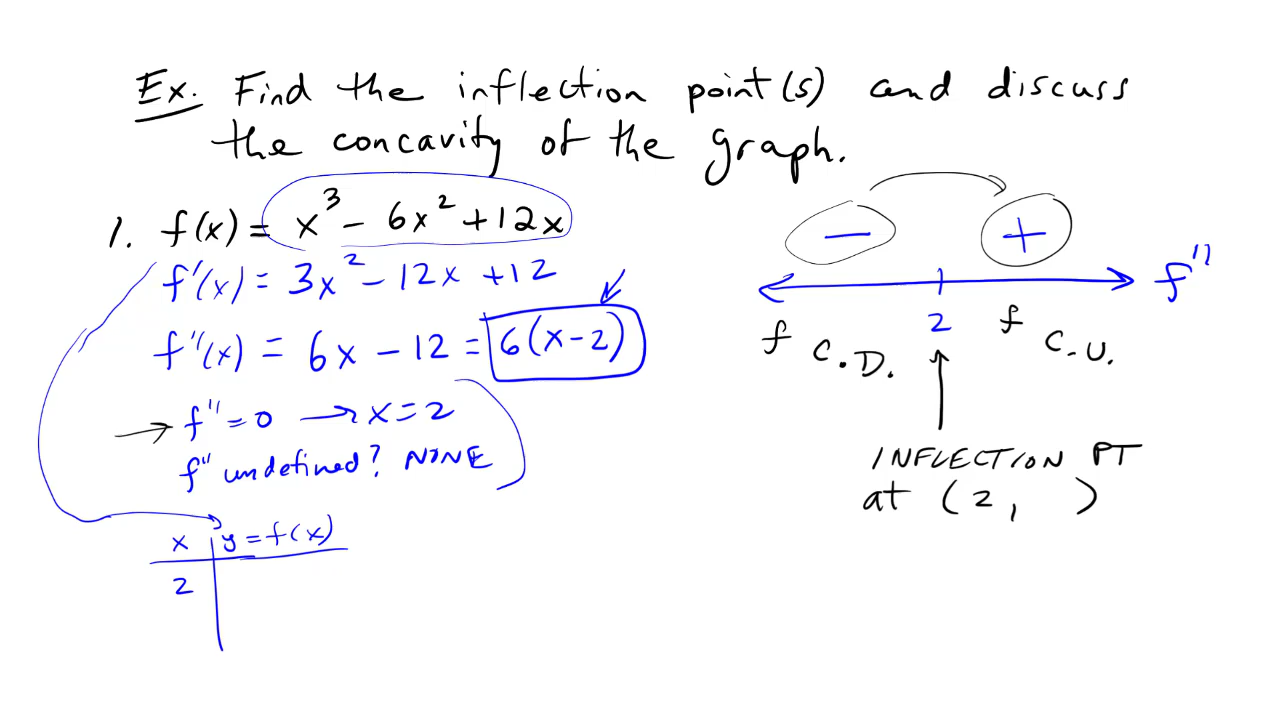 Ex. Find the inflection point(s) and discuss
the concavity of the graph.
1. f(x) = x³ - 6x² + 12x
f'(x) = 3x² - 12x + 12
f''(x) = 6x - 12 = 6(x-2)
→ f'' = 0 → x = 2
f'' undefined? NONE
x | y = f(x)
2
- +
f''
2
f C.D. f C.U.
INFLECTION PT
at (2, )